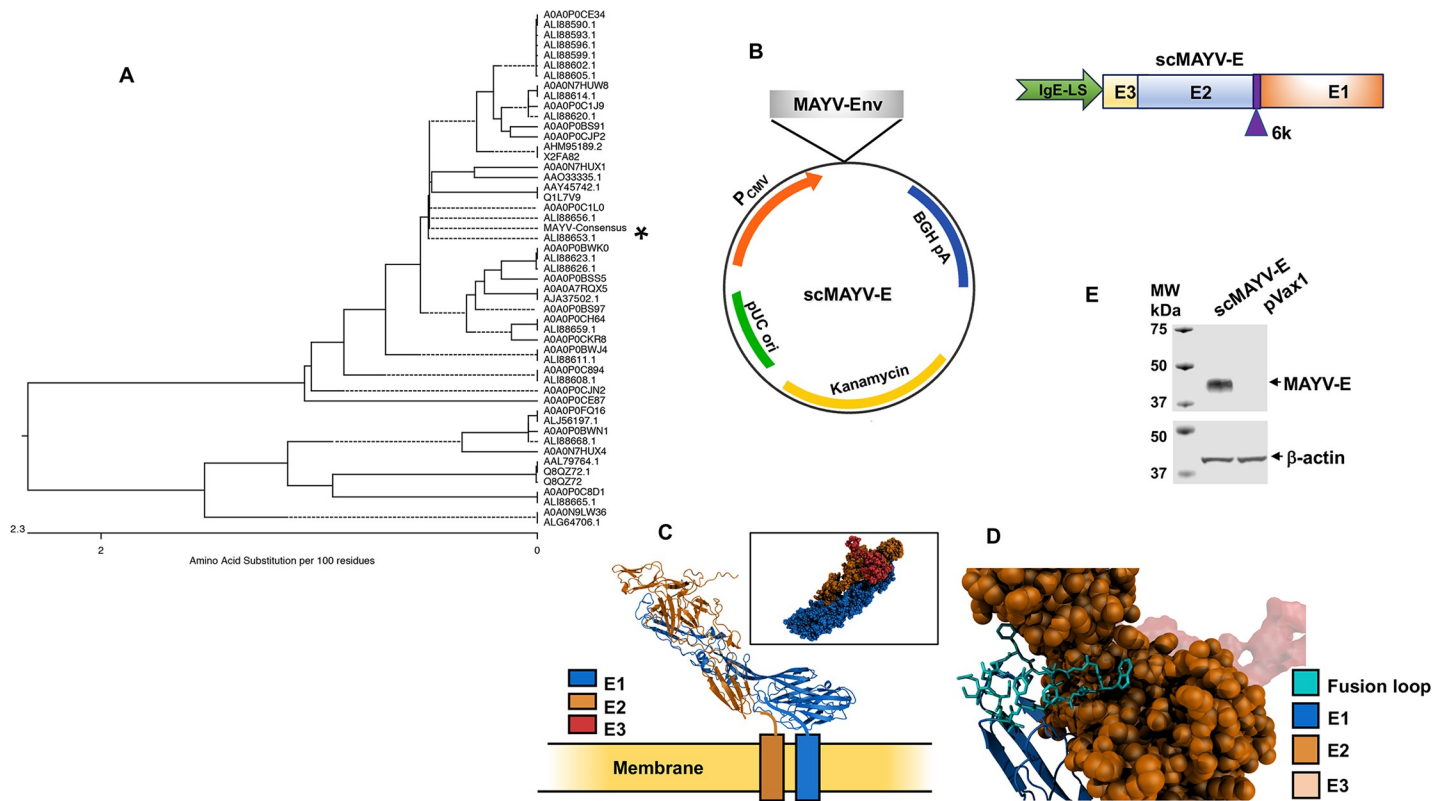 A
A0A0P0CE34
ALI88590.1
ALI88593.1
ALI88596.1
ALI88599.1
ALI88602.1
ALI88605.1
A0A0N7HUW8
ALI88614.1
A0A0P0C1J9
ALI88620.1
A0A0P0BS91
A0A0P0CJP2
AHM95189.2
X2FA82
A0A0N7HUX1
AAO33335.1
AAY45742.1
Q1L7V9
A0A0P0C1L0
ALI88656.1
MAYV-Consensus
ALI88653.1
*
A0A0P0BWK0
ALI88623.1
ALI88626.1
A0A0P0BSS5
A0A0A7RQX5
AJA37502.1
A0A0P0BS97
A0A0P0CH64
ALI88659.1
A0A0P0CKR8
A0A0P0BWJ4
ALI88611.1
A0A0P0C894
ALI88608.1
A0A0P0CJN2
A0A0P0CE87
A0A0P0FQ16
ALJ56197.1
A0A0P0BWN1
ALI88668.1
A0A0N7HUX4
AAL79764.1
Q8QZ72.1
Q8QZ72
A0A0P0C8D1
ALI88665.1
A0A0N9LW36
ALG64706.1
2.3
2 0
Amino Acid Substitution per 100 residues
B
MAYV-Env
PCMV
BGH pA
scMAYV-E
pUC ori
Kanamycin
scMAYV-E
IgE-LS E3 E2 E1
6k
E
MW
kDa
scMAYV-E
pVax1
75
50
37
MAYV-E
50
37
β-actin
C
E1
E2
E3
Membrane
D
Fusion loop
E1
E2
E3